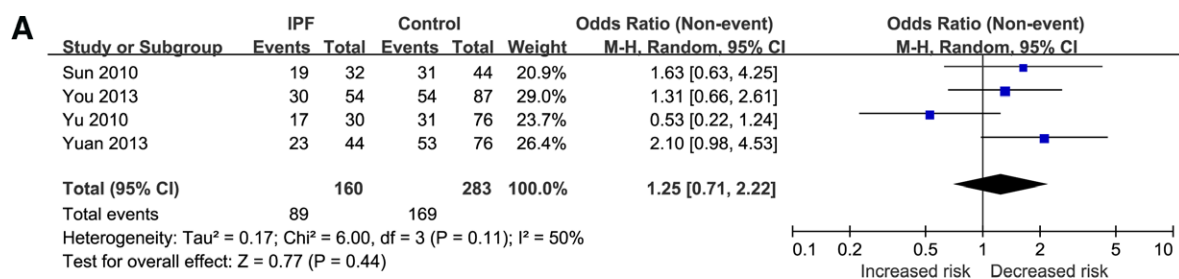 A
IPF Control Odds Ratio (Non-event) Odds Ratio (Non-event)
Study or Subgroup Events Total Events Total Weight M-H, Random, 95% CI M-H, Random, 95% CI
Sun 2010 19 32 31 44 20.9% 1.63 [0.63, 4.25]
You 2013 30 54 54 87 29.0% 1.31 [0.66, 2.61]
Yu 2010 17 30 31 76 23.7% 0.53 [0.22, 1.24]
Yuan 2013 23 44 53 76 26.4% 2.10 [0.98, 4.53]
Total (95% CI) 160 283 100.0% 1.25 [0.71, 2.22]
Total events 89 169
Heterogeneity: Tau² = 0.17; Chi² = 6.00, df = 3 (P = 0.11); I² = 50%
Test for overall effect: Z = 0.77 (P = 0.44)
0.1 0.2 0.5 1 2 5 10
Increased risk Decreased risk